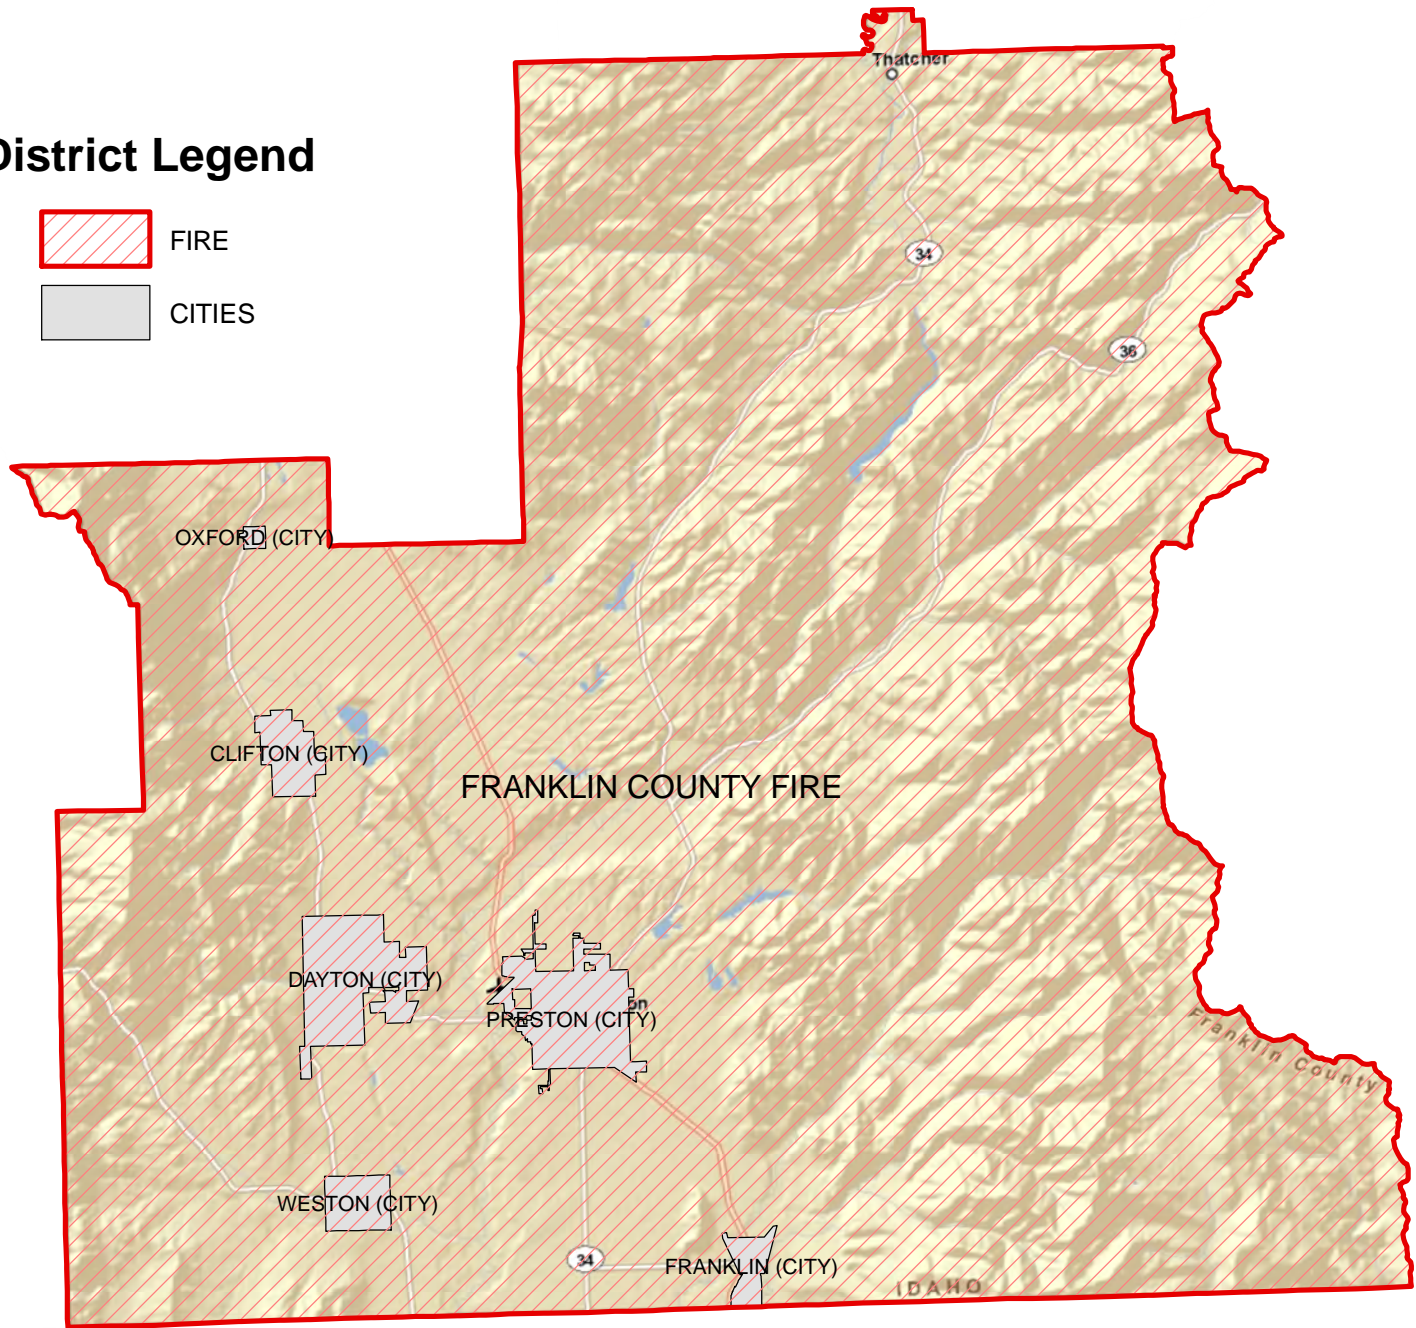 Thatcher
District Legend
FIRE
34
CITIES
36
OXFORD (CITY)
CLIFTON (CITY)
FRANKLIN COUNTY FIRE
DAYTON (CITY)
PRESTON (CITY)
Franklin County
WESTON (CITY)
34
FRANKLIN (CITY)
IDAHO